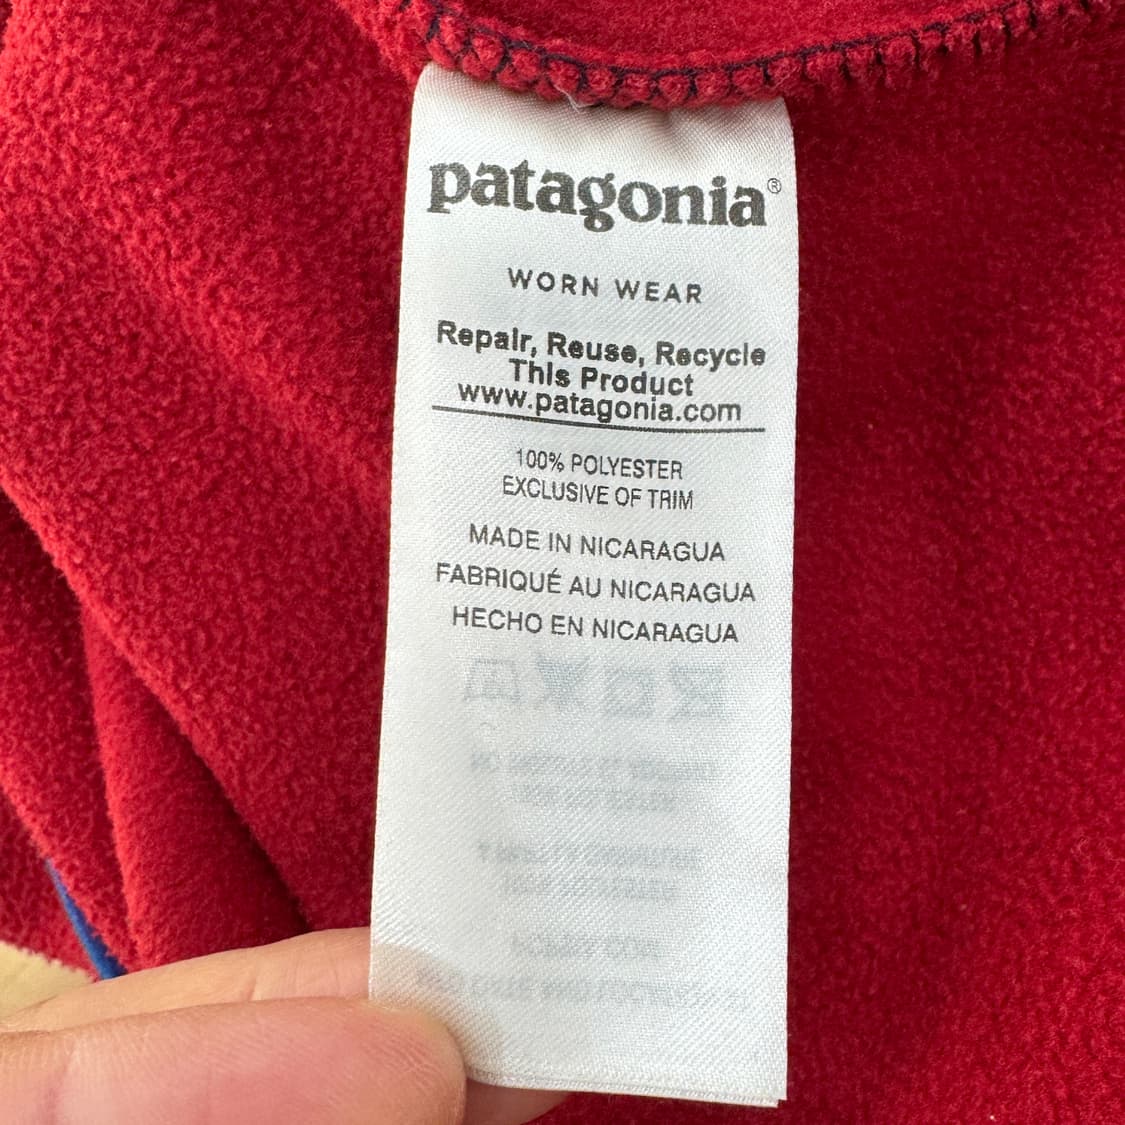 patagonia®
WORN WEAR
Repair, Reuse, Recycle
This Product
www.patagonia.com
100% POLYESTER
EXCLUSIVE OF TRIM
MADE IN NICARAGUA
FABRIQUÉ AU NICARAGUA
HECHO EN NICARAGUA